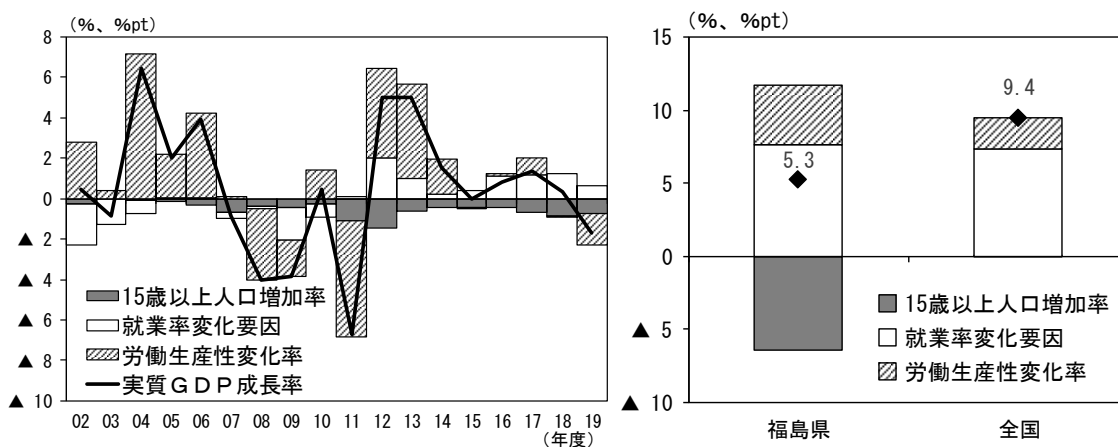 (％、％pt)
8
6
4
2
0
▲ 2
▲ 4
▲ 6
▲ 8
▲ 10
15歳以上人口増加率
就業率変化要因
労働生産性変化率
実質ＧＤＰ成長率
02 03 04 05 06 07 08 09 10 11 12 13 14 15 16 17 18 19
(年度)
(％、％pt)
15
10
5
0
▲ 5
▲ 10
5.3
9.4
15歳以上人口増加率
就業率変化要因
労働生産性変化率
福島県 全国